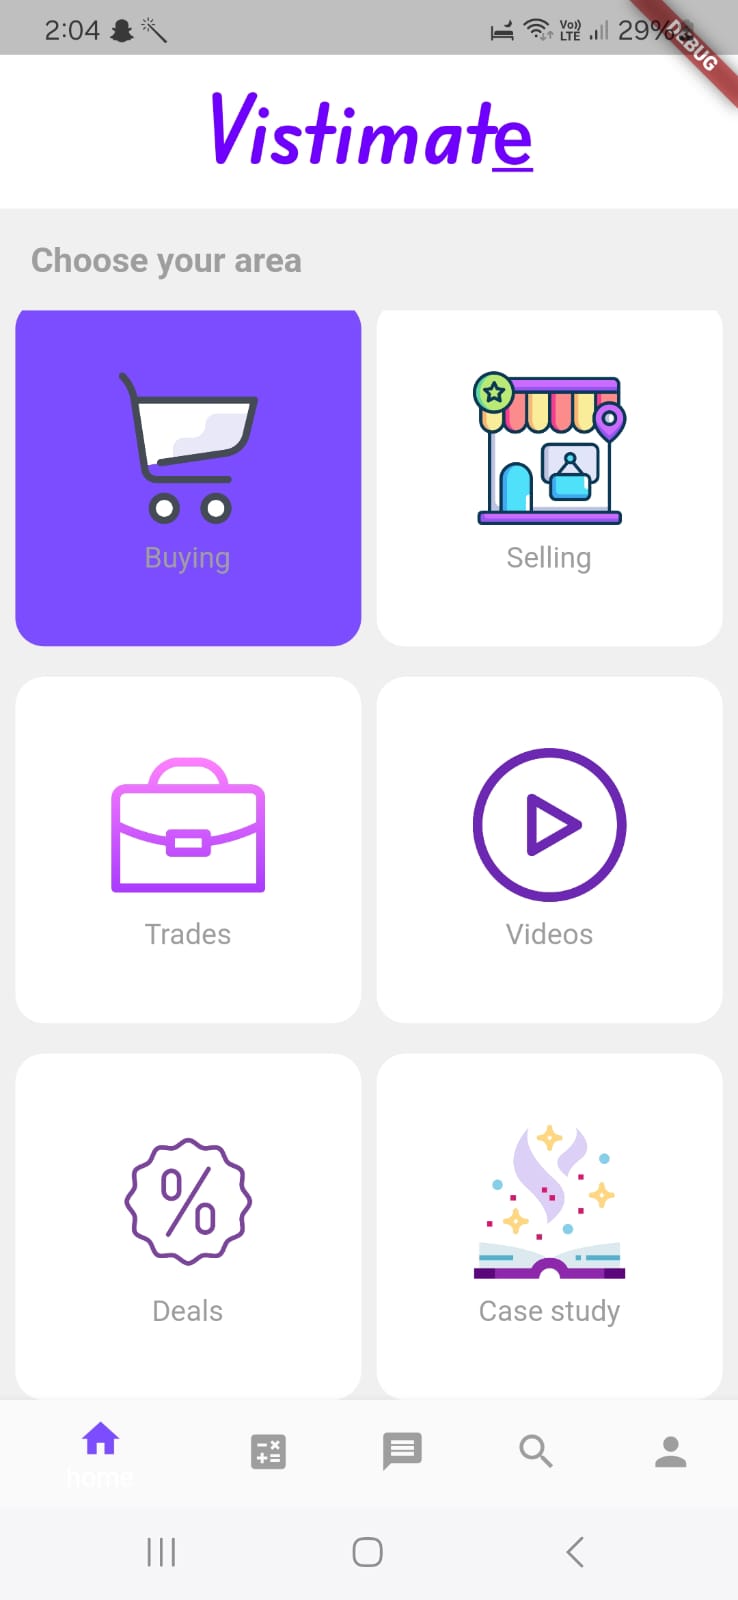 2:04
Vo))
LTE
29%
DEBUG
Vistimate
Choose your area
Buying
Selling
Trades
Videos
Deals
Case study
home